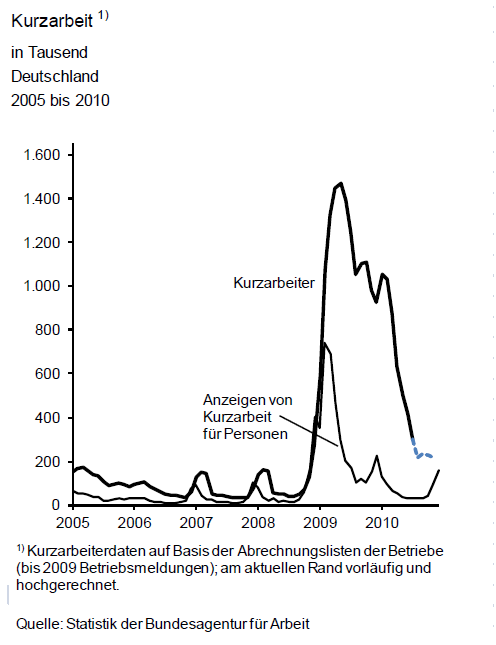 Kurzarbeit 1)
in Tausend
Deutschland
2005 bis 2010
1.600
1.400
1.200
1.000
800
600
400
200
0
Kurzarbeiter
Anzeigen von
Kurzarbeit
für Personen
2005 2006 2007 2008 2009 2010
1) Kurzarbeiterdaten auf Basis der Abrechnungslisten der Betriebe
(bis 2009 Betriebsmeldungen); am aktuellen Rand vorläufig und
hochgerechnet.
Quelle: Statistik der Bundesagentur für Arbeit